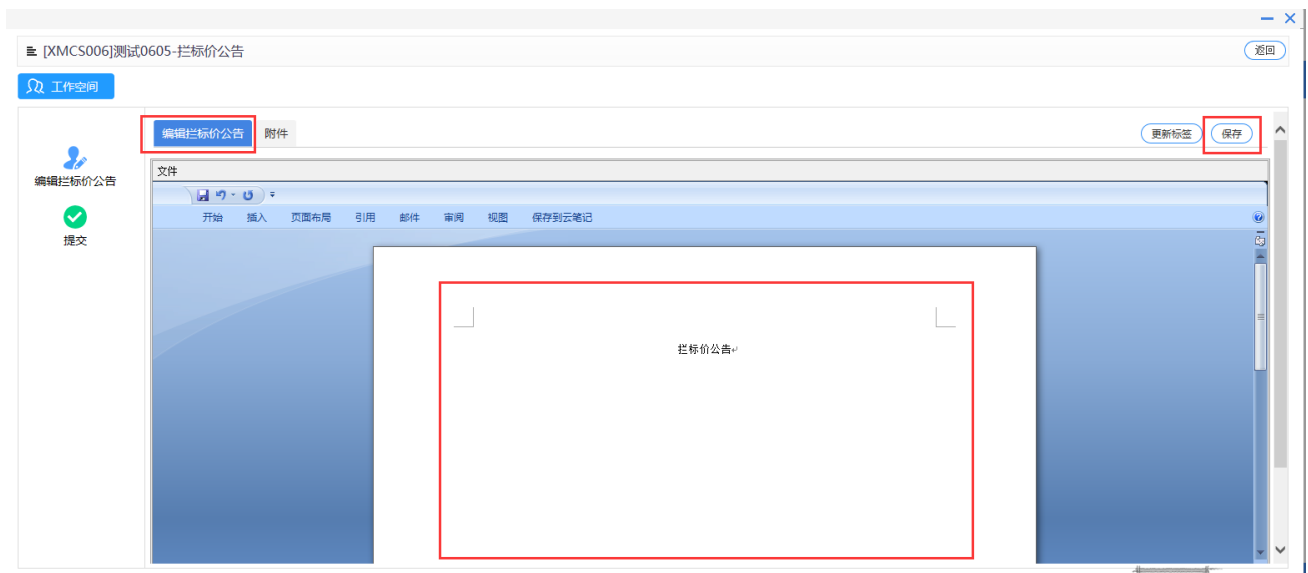 [XMCS006]测试0605-拦标价公告
返回
工作空间
编辑拦标价公告 附件 更新标签 保存
编辑拦标价公告
提交
文件
开始 插入 页面布局 引用 邮件 审阅 视图 保存到云笔记
拦标价公告